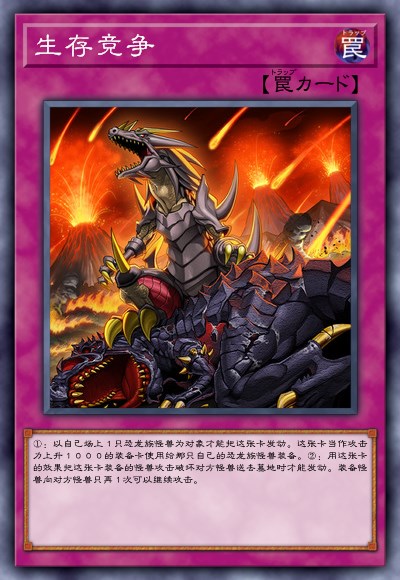 生存竞争
罠
トラップ
【罠カード】
トラップ
①：以自己场上１只恐龙族怪兽为对象才能把这张卡发动。这张卡当作攻击
力上升１０００的装备卡使用给那只自己的恐龙族怪兽装备。②：用这张卡
的效果把这张卡装备的怪兽攻击破坏对方怪兽送去墓地时才能发动。装备怪
兽向对方怪兽只再１次可以继续攻击。